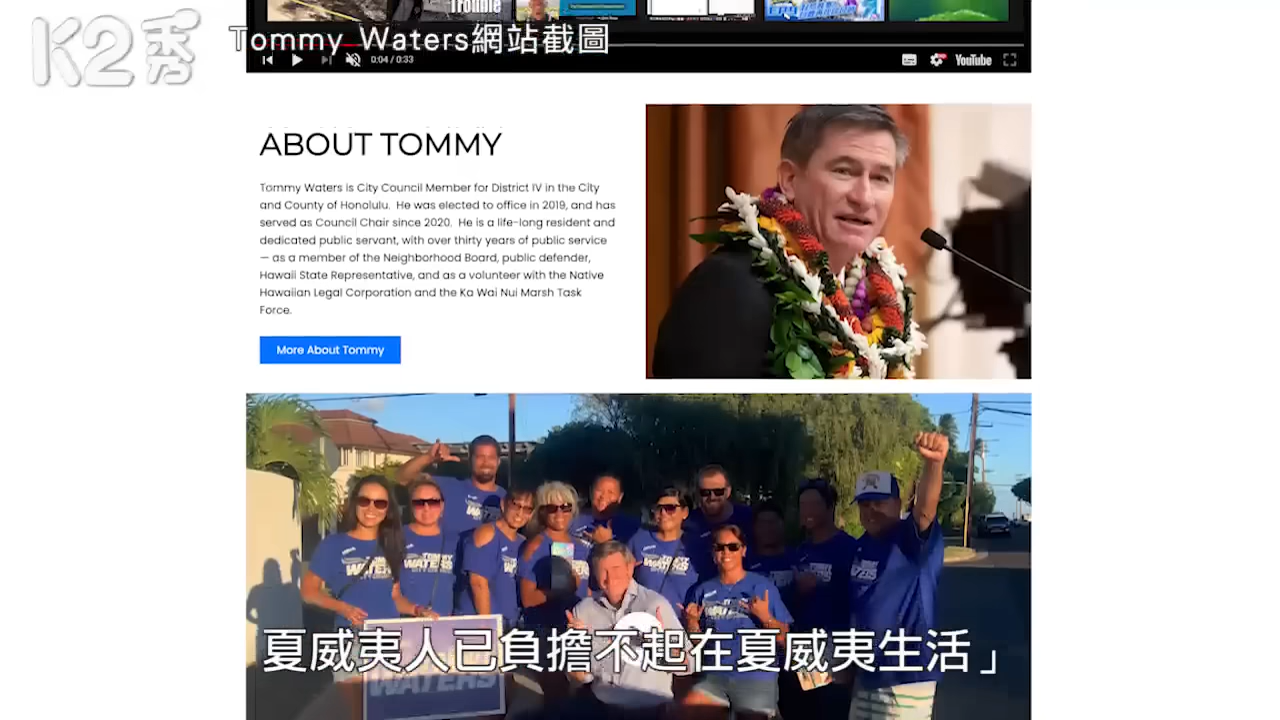 Trouble
K2秀
Tommy Waters網站截圖
0:04 / 0:33
YouTube
ABOUT TOMMY
Tommy Waters is City Council Member for District IV in the City
and County of Honolulu. He was elected to office in 2019, and has
served as Council Chair since 2020. He is a life-long resident and
dedicated public servant, with over thirty years of public service
— as a member of the Neighborhood Board, public defender,
Hawaii State Representative, and as a volunteer with the Native
Hawaiian Legal Corporation and the Ka Wai Nui Marsh Task
Force.
More About Tommy
TOMMY
WATERS
TOMMY
WATERS
WATERS
夏威夷人已負擔不起在夏威夷生活」
WATERS